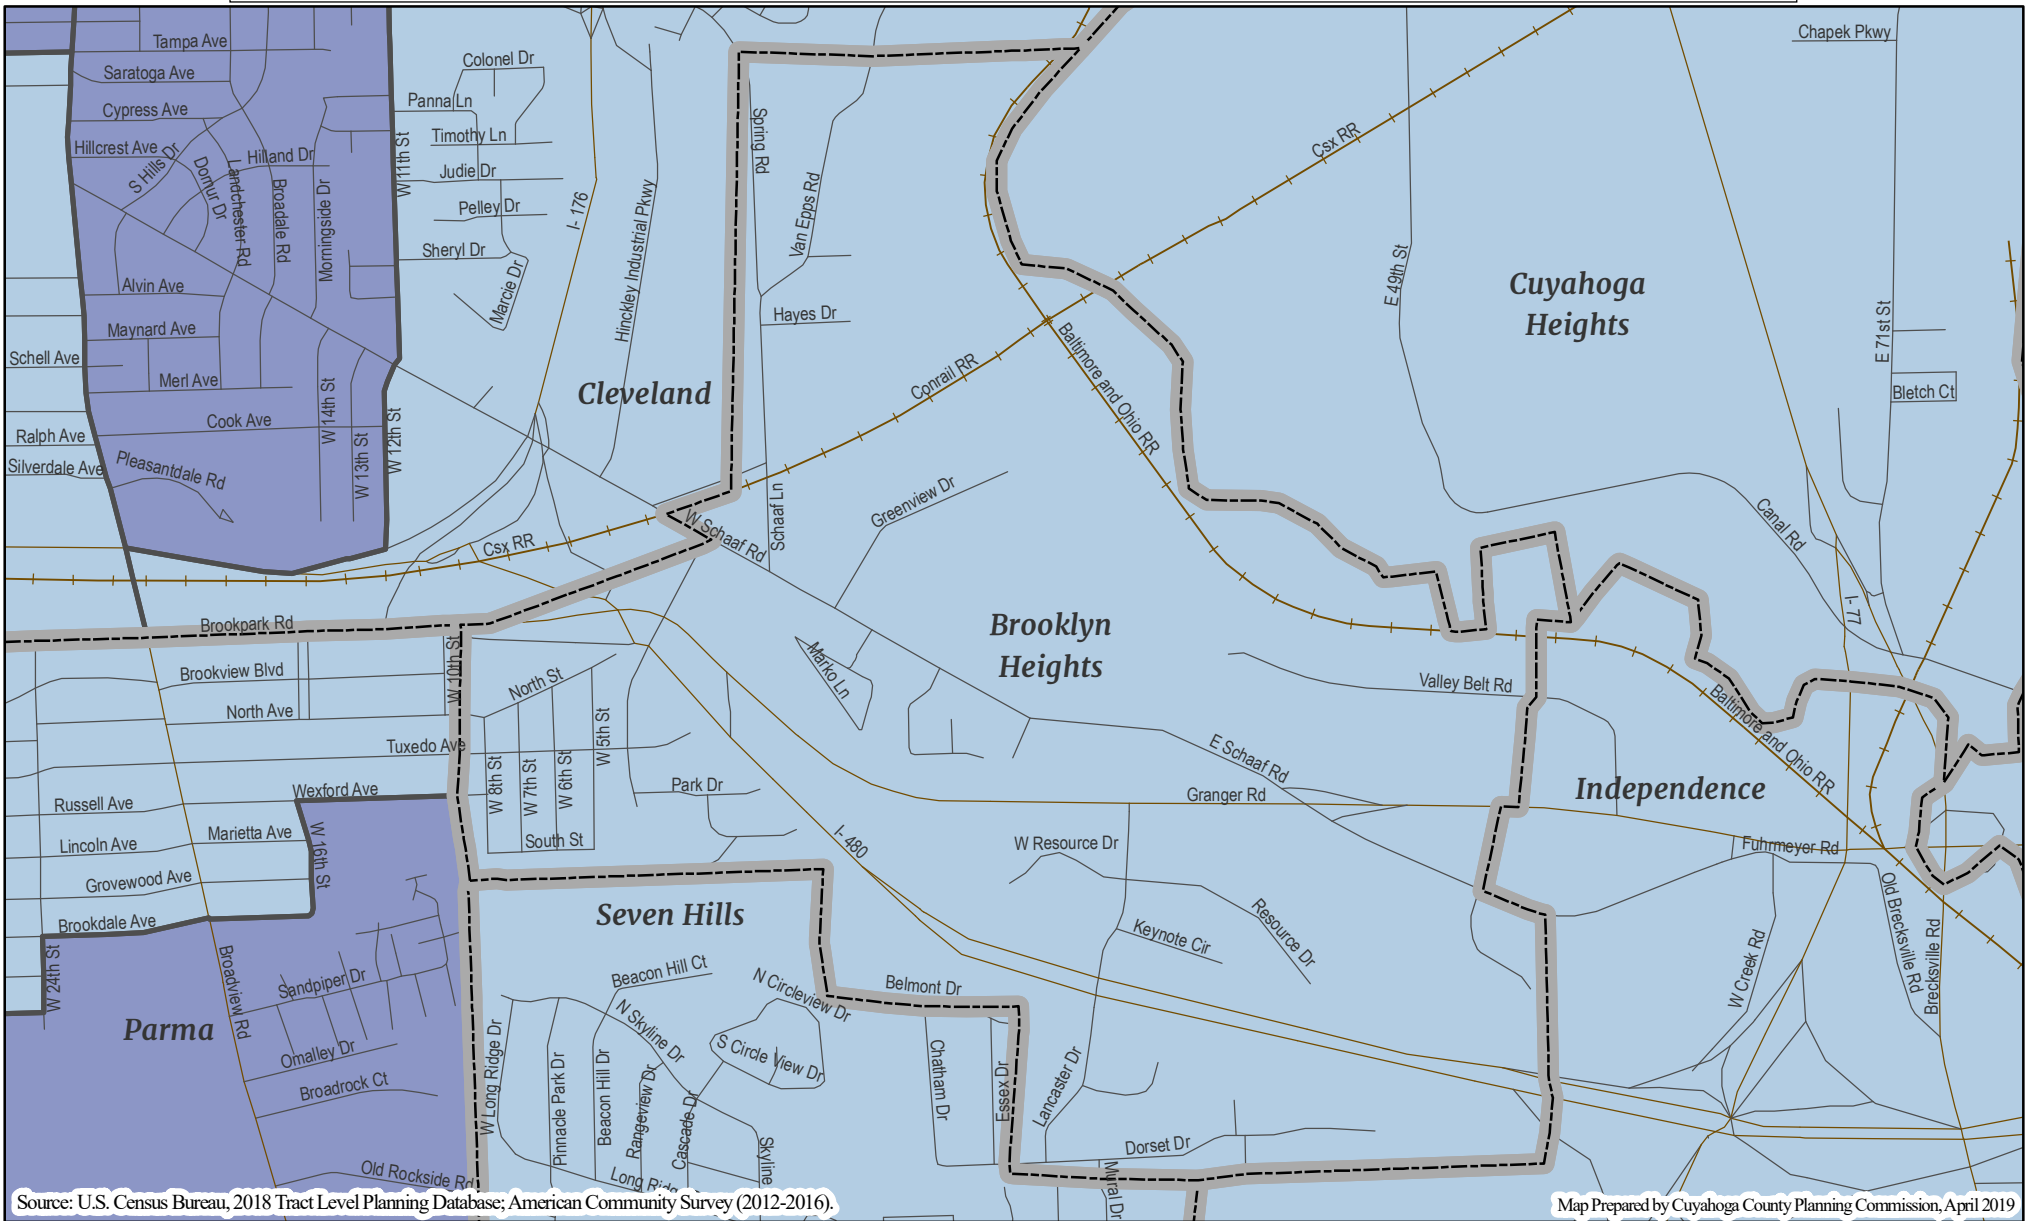 Tampa Ave
Saratoga Ave
Cypress Ave
Hillcrest Ave
S Hills Dr
Domur Dr
Landchester Rd
Hilland Dr
Broadale Rd
Morningside Dr
Alvin Ave
Maynard Ave
Schell Ave
Merl Ave
Cook Ave
Ralph Ave
Silverdale Ave
Pleasantdale Rd
W 14th St
W 13th St
W 12th St
W 11th St
Colonel Dr
Panna Ln
Timothy Ln
Judie Dr
Pelley Dr
Sheryl Dr
Marcie Dr
I- 176
Hinckley Industrial Pkwy
Spring Rd
Van Epps Rd
Hayes Dr
Cleveland
Conrail RR
Csx RR
Csx RR
Baltimore and Ohio RR
E 49th St
Cuyahoga
Heights
Chapek Pkwy
E 71st St
Bletch Ct
Canal Rd
I- 77
W Schaaf Rd
Schaaf Ln
Greenview Dr
Brooklyn
Heights
Marko Ln
Valley Belt Rd
E Schaaf Rd
Granger Rd
Independence
Baltimore and Ohio RR
Fuhrmeyer Rd
Old Brecksville Rd
Brecksville Rd
W Creek Rd
Brookpark Rd
Brookview Blvd
North Ave
Tuxedo Ave
W 10th St
North St
W 8th St
W 7th St
W 6th St
W 5th St
South St
Park Dr
I- 480
Wexford Ave
Russell Ave
Marietta Ave
Lincoln Ave
W 16th St
Grovewood Ave
Brookdale Ave
W 24th St
Broadview Rd
Sandpiper Dr
Parma
Omalley Dr
Broadrock Ct
Old Rockside Rd
Seven Hills
Beacon Hill Ct
N Skyline Dr
N Circleview Dr
S Circle View Dr
Belmont Dr
W Long Ridge Dr
Pinnacle Park Dr
Beacon Hill Dr
Rangeview Dr
Cascade Dr
Skyline
Chatham Dr
Essex Dr
Lancaster Dr
Dorset Dr
Mural Dr
W Resource Dr
Resource Dr
Keynote Cir
Source: U.S. Census Bureau, 2018 Tract Level Planning Database; American Community Survey (2012-2016).
Map Prepared by Cuyahoga County Planning Commission, April 2019